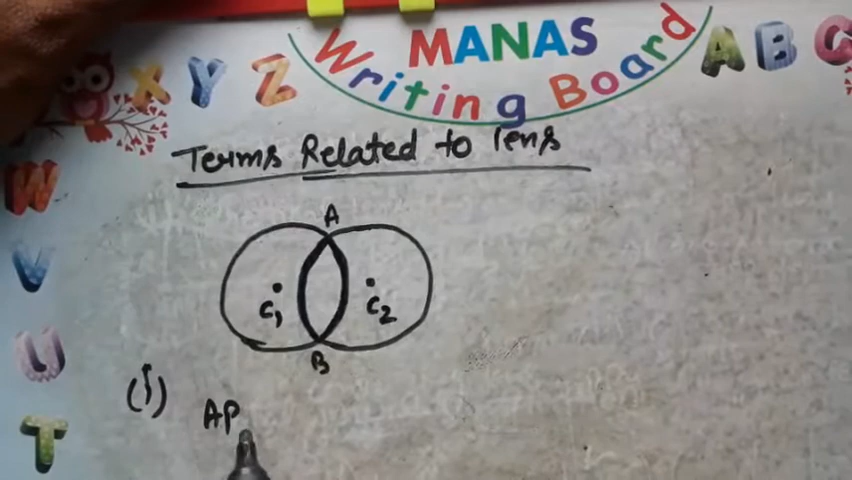 MANAS
Writing Board
X Y Z
A B C
W
V
U
T
Terms Related to lens
A
C1 C2
B
(i) AP